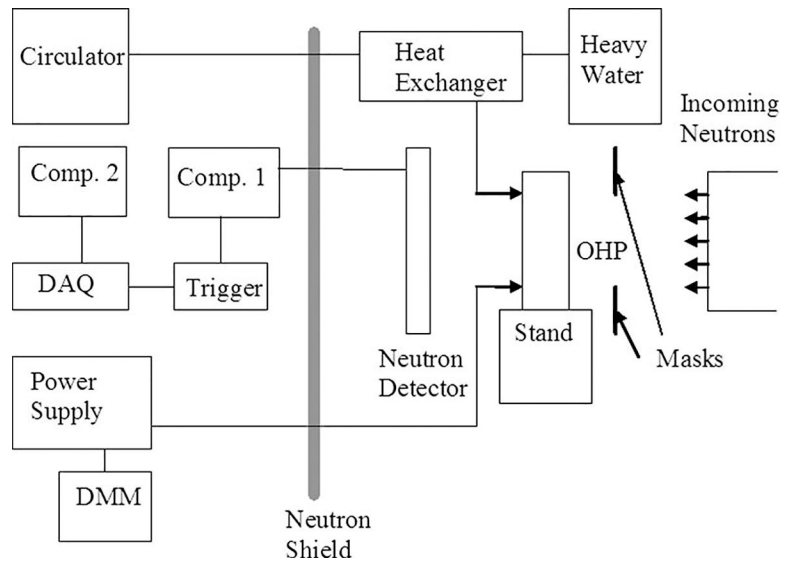 Circulator
Heat
Exchanger
Heavy
Water
Incoming
Neutrons
Comp. 2
Comp. 1
OHP
DAQ
Trigger
Stand
Neutron
Detector
Masks
Power
Supply
DMM
Neutron
Shield